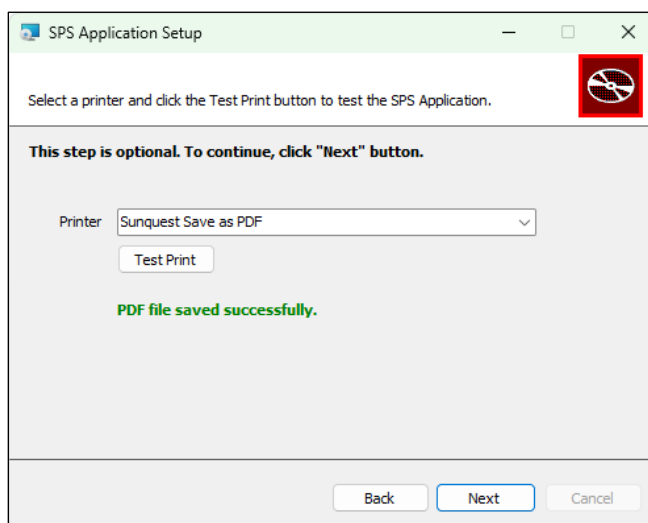 SPS Application Setup
Select a printer and click the Test Print button to test the SPS Application.
This step is optional. To continue, click "Next" button.
Printer Sunquest Save as PDF
Test Print
PDF file saved successfully.
Back Next Cancel